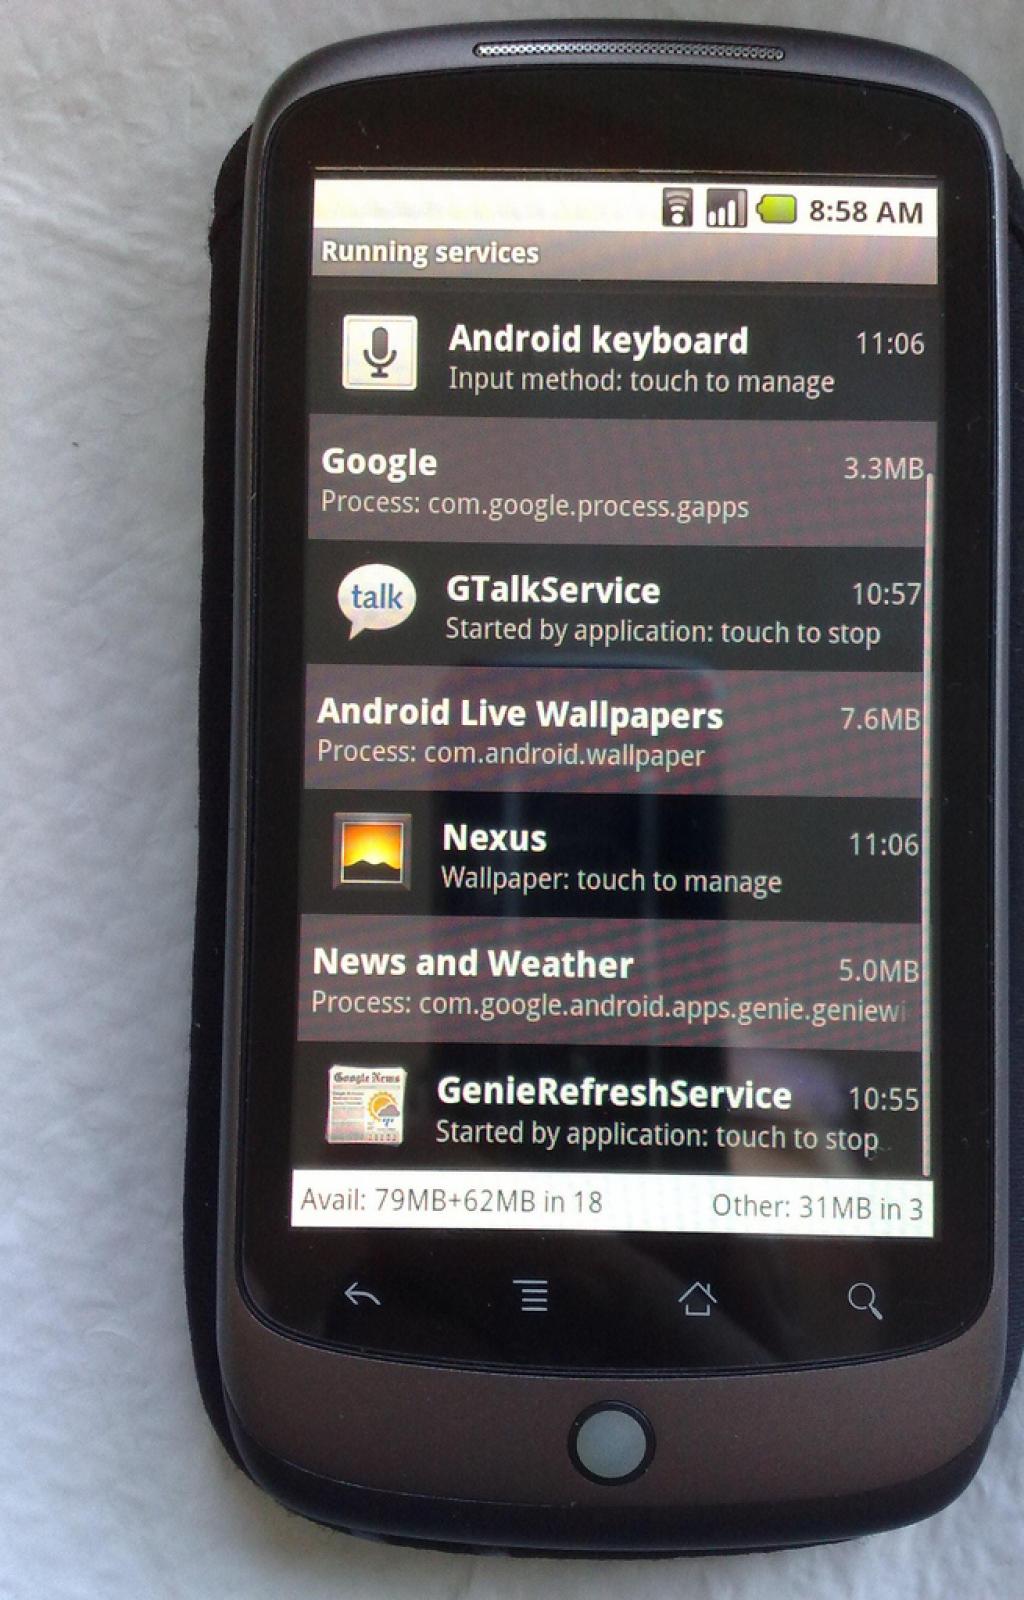 8:58 AM
Running services
Android keyboard 11:06
Input method: touch to manage
Google 3.3MB
Process: com.google.process.gapps
talk
GTalkService 10:57
Started by application: touch to stop
Android Live Wallpapers 7.6MB
Process: com.android.wallpaper
Nexus 11:06
Wallpaper: touch to manage
News and Weather 5.0MB
Process: com.google.android.apps.genie.geniewi
Google News
GenieRefreshService 10:55
Started by application: touch to stop
Avail: 79MB+62MB in 18 Other: 31MB in 3